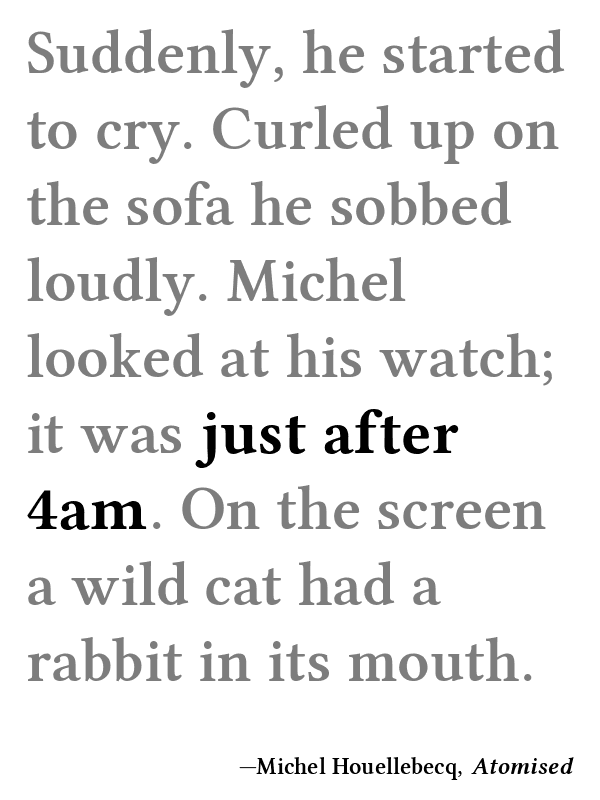 Suddenly, he started
to cry. Curled up on
the sofa he sobbed
loudly. Michel
looked at his watch;
it was just after
4am. On the screen
a wild cat had a
rabbit in its mouth.
—Michel Houellebecq, Atomised